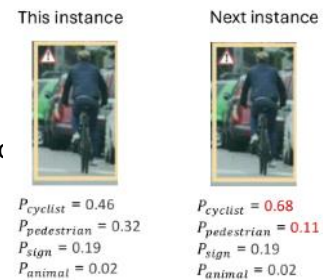 This instance
Next instance
P_cyclist = 0.46
P_pedestrian = 0.32
P_sign = 0.19
P_animal = 0.02
P_cyclist = 0.68
P_pedestrian = 0.11
P_sign = 0.19
P_animal = 0.02